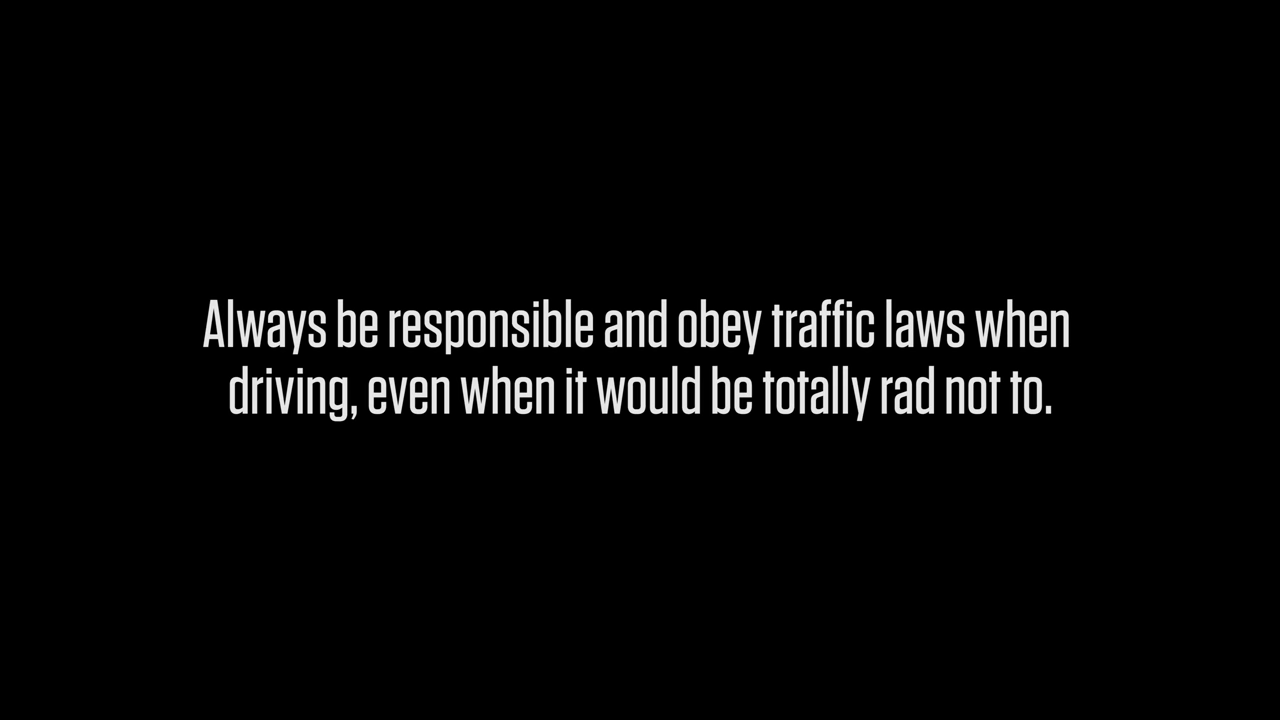 Always be responsible and obey traffic laws when
driving, even when it would be totally rad not to.